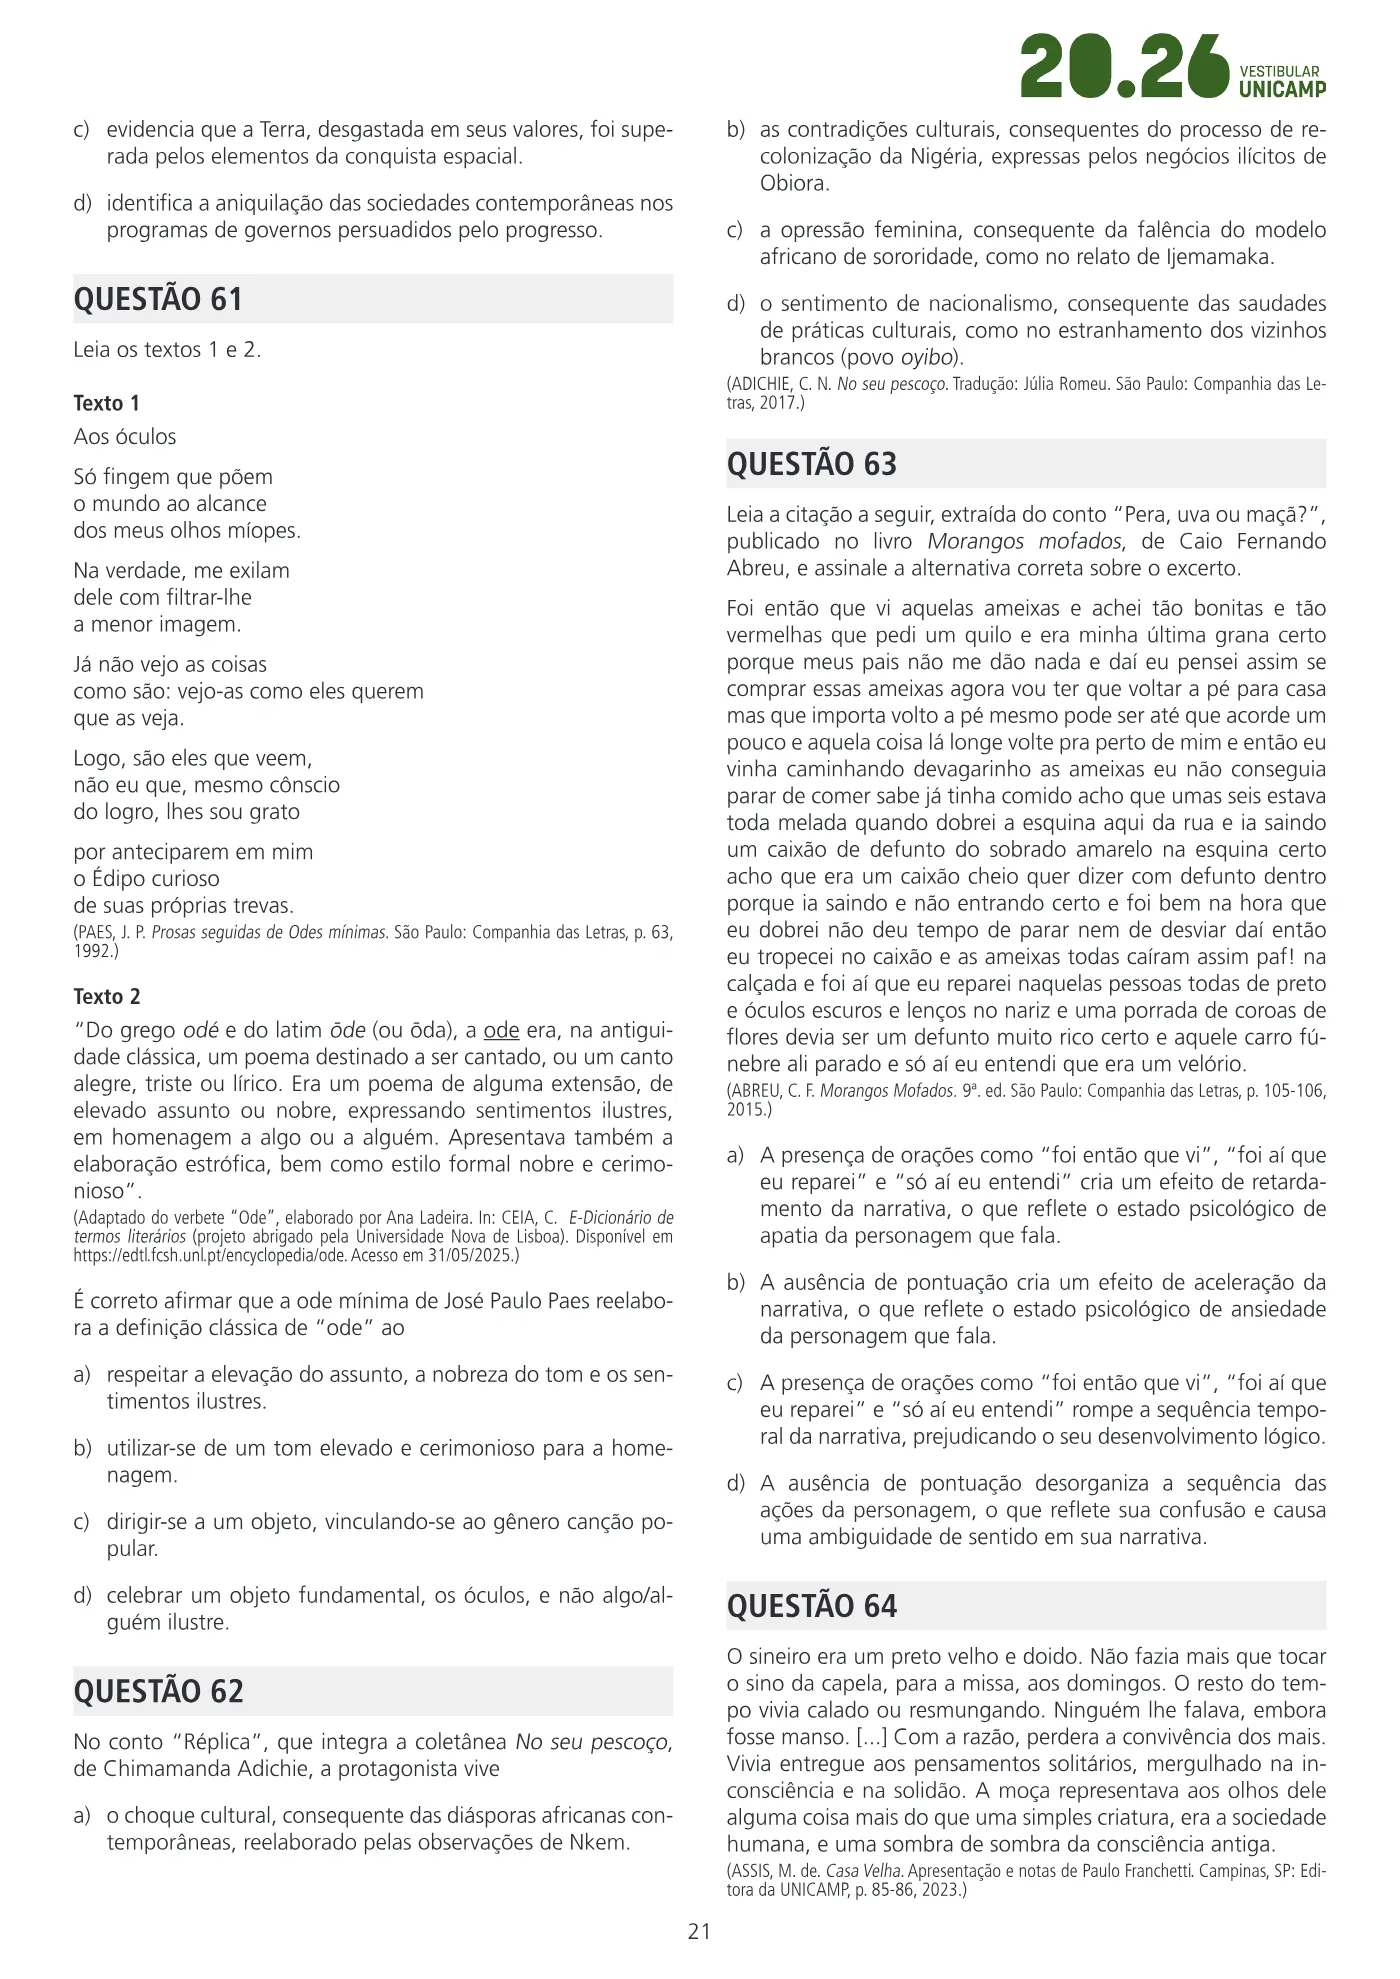 20.26 VESTIBULAR UNICAMP
c) evidencia que a Terra, desgastada em seus valores, foi supe-
rada pelos elementos da conquista espacial.
d) identifica a aniquilação das sociedades contemporâneas nos
programas de governos persuadidos pelo progresso.
QUESTÃO 61
Leia os textos 1 e 2.
Texto 1
Aos óculos
Só fingem que põem
o mundo ao alcance
dos meus olhos míopes.
Na verdade, me exilam
dele com filtrar-lhe
a menor imagem.
Já não vejo as coisas
como são: vejo-as como eles querem
que as veja.
Logo, são eles que veem,
não eu que, mesmo cônscio
do logro, lhes sou grato
por anteciparem em mim
o Édipo curioso
de suas próprias trevas.
(PAES, J. P. Prosas seguidas de Odes mínimas. São Paulo: Companhia das Letras, p. 63,
1992.)
Texto 2
“Do grego odé e do latim ōde (ou ōda), a ode era, na antigui-
dade clássica, um poema destinado a ser cantado, ou um canto
alegre, triste ou lírico. Era um poema de alguma extensão, de
elevado assunto ou nobre, expressando sentimentos ilustres,
em homenagem a algo ou a alguém. Apresentava também a
elaboração estrófica, bem como estilo formal nobre e cerimo-
nioso”.
(Adaptado do verbete “Ode”, elaborado por Ana Ladeira. In: CEIA, C. E-Dicionário de
termos literários (projeto abrigado pela Universidade Nova de Lisboa). Disponível em
https://edtl.fcsh.unl.pt/encyclopedia/ode. Acesso em 31/05/2025.)
É correto afirmar que a ode mínima de José Paulo Paes reelabo-
ra a definição clássica de “ode” ao
a) respeitar a elevação do assunto, a nobreza do tom e os sen-
timentos ilustres.
b) utilizar-se de um tom elevado e cerimonioso para a home-
nagem.
c) dirigir-se a um objeto, vinculando-se ao gênero canção po-
pular.
d) celebrar um objeto fundamental, os óculos, e não algo/al-
guém ilustre.
QUESTÃO 62
No conto “Réplica”, que integra a coletânea No seu pescoço,
de Chimamanda Adichie, a protagonista vive
a) o choque cultural, consequente das diásporas africanas con-
temporâneas, reelaborado pelas observações de Nkem.
b) as contradições culturais, consequentes do processo de re-
colonização da Nigéria, expressas pelos negócios ilícitos de
Obiora.
c) a opressão feminina, consequente da falência do modelo
africano de sororidade, como no relato de Ijemamaka.
d) o sentimento de nacionalismo, consequente das saudades
de práticas culturais, como no estranhamento dos vizinhos
brancos (povo oyibo).
(ADICHIE, C. N. No seu pescoço. Tradução: Júlia Romeu. São Paulo: Companhia das Le-
tras, 2017.)
QUESTÃO 63
Leia a citação a seguir, extraída do conto “Pera, uva ou maçã?”,
publicado no livro Morangos mofados, de Caio Fernando
Abreu, e assinale a alternativa correta sobre o excerto.
Foi então que vi aquelas ameixas e achei tão bonitas e tão
vermelhas que pedi um quilo e era minha última grana certo
porque meus pais não me dão nada e daí eu pensei assim se
comprar essas ameixas agora vou ter que voltar a pé para casa
mas que importa volto a pé mesmo pode ser até que acorde um
pouco e aquela coisa lá longe volte pra perto de mim e então eu
vinha caminhando devagarinho as ameixas eu não conseguia
parar de comer sabe já tinha comido acho que umas seis estava
toda melada quando dobrei a esquina aqui da rua e ia saindo
um caixão de defunto do sobrado amarelo na esquina certo
acho que era um caixão cheio quer dizer com defunto dentro
porque ia saindo e não entrando certo e foi bem na hora que
eu dobrei não deu tempo de parar nem de desviar daí então
eu tropecei no caixão e as ameixas todas caíram assim paf! na
calçada e foi aí que eu reparei naquelas pessoas todas de preto
e óculos escuros e lenços no nariz e uma porrada de coroas de
flores devia ser um defunto muito rico certo e aquele carro fú-
nebre ali parado e só aí eu entendi que era um velório.
(ABREU, C. F. Morangos Mofados. 9ª. ed. São Paulo: Companhia das Letras, p. 105-106,
2015.)
a) A presença de orações como “foi então que vi”, “foi aí que
eu reparei” e “só aí eu entendi” cria um efeito de retarda-
mento da narrativa, o que reflete o estado psicológico de
apatia da personagem que fala.
b) A ausência de pontuação cria um efeito de aceleração da
narrativa, o que reflete o estado psicológico de ansiedade
da personagem que fala.
c) A presença de orações como “foi então que vi”, “foi aí que
eu reparei” e “só aí eu entendi” rompe a sequência tempo-
ral da narrativa, prejudicando o seu desenvolvimento lógico.
d) A ausência de pontuação desorganiza a sequência das
ações da personagem, o que reflete sua confusão e causa
uma ambiguidade de sentido em sua narrativa.
QUESTÃO 64
O sineiro era um preto velho e doido. Não fazia mais que tocar
o sino da capela, para a missa, aos domingos. O resto do tem-
po vivia calado ou resmungando. Ninguém lhe falava, embora
fosse manso. [...] Com a razão, perdera a convivência dos mais.
Vivia entregue aos pensamentos solitários, mergulhado na in-
consciência e na solidão. A moça representava aos olhos dele
alguma coisa mais do que uma simples criatura, era a sociedade
humana, e uma sombra de sombra da consciência antiga.
(ASSIS, M. de. Casa Velha. Apresentação e notas de Paulo Franchetti. Campinas, SP: Edi-
tora da UNICAMP, p. 85-86, 2023.)
21